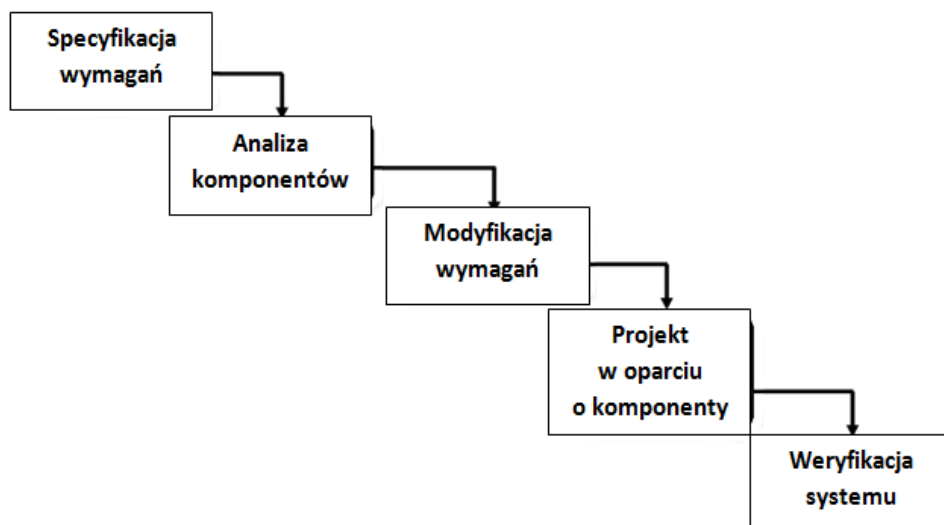 Specyfikacja
wymagań
Analiza
komponentów
Modyfikacja
wymagań
Projekt
w oparciu
o komponenty
Weryfikacja
systemu